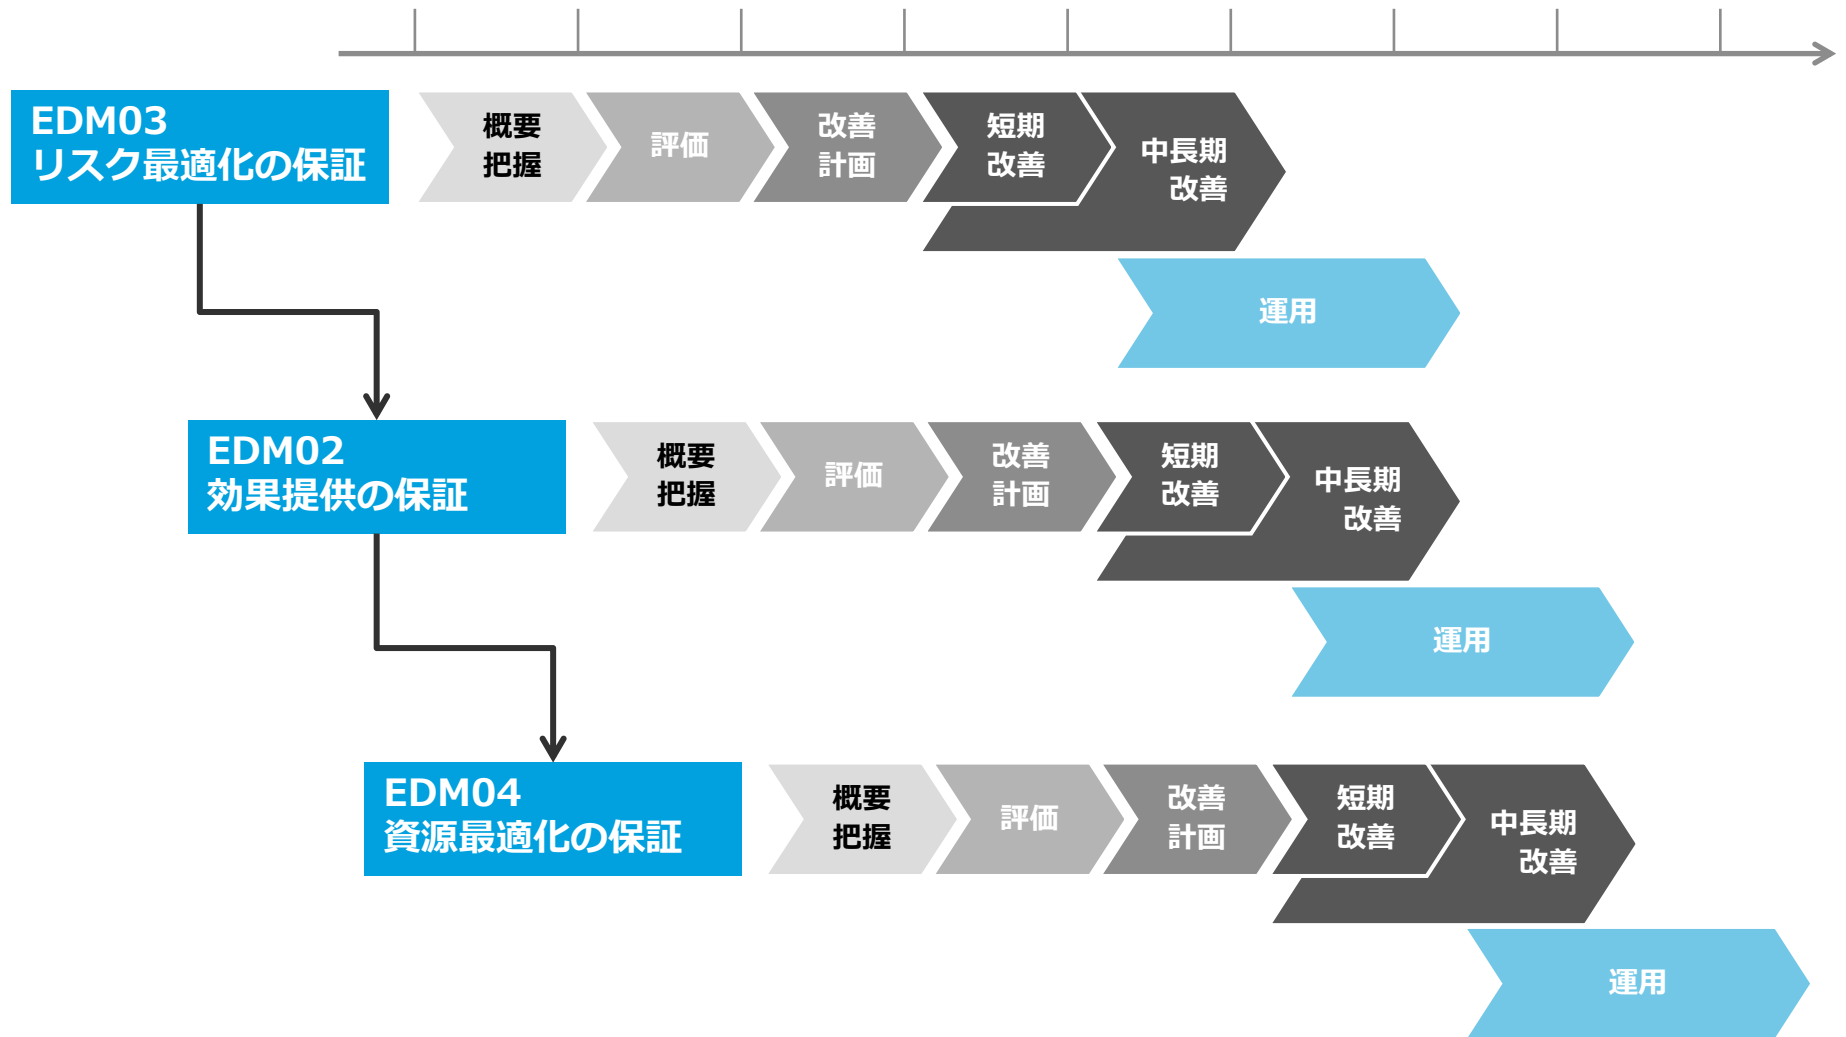 EDM03
リスク最適化の保証
概要
把握
評価
改善
計画
短期
改善
中長期
改善
運用
EDM02
効果提供の保証
概要
把握
評価
改善
計画
短期
改善
中長期
改善
運用
EDM04
資源最適化の保証
概要
把握
評価
改善
計画
短期
改善
中長期
改善
運用